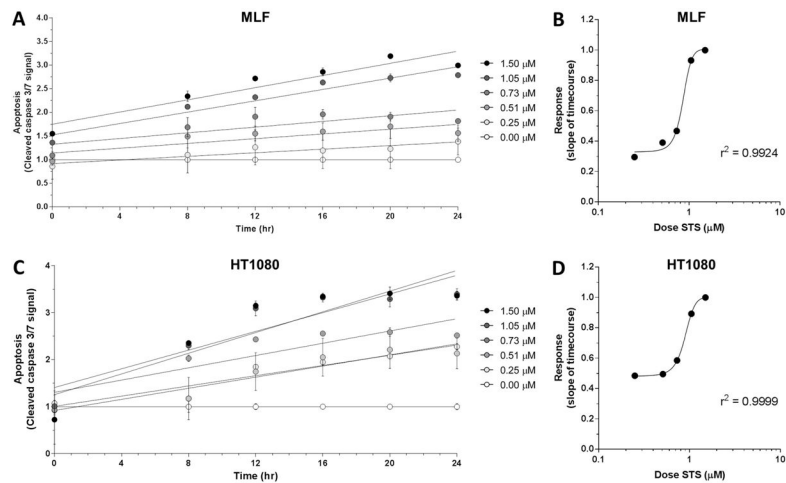 A
MLF
Apoptosis
(Cleaved caspase 3/7 signal)
4.0
3.5
3.0
2.5
2.0
1.5
1.0
0.5
0.0
0
4
8
12
16
20
24
Time (hr)
1.50 µM
1.05 µM
0.73 µM
0.51 µM
0.25 µM
0.00 µM
B
MLF
Response
(slope of timecourse)
1.0
0.8
0.6
0.4
0.2
0.0
0.1
1
10
Dose STS (µM)
r² = 0.9924
C
HT1080
Apoptosis
(Cleaved caspase 3/7 signal)
4
3
2
1
0
0
4
8
12
16
20
24
Time (hr)
1.50 µM
1.05 µM
0.73 µM
0.51 µM
0.25 µM
0.00 µM
D
HT1080
Response
(slope of timecourse)
1.2
1.0
0.8
0.6
0.4
0.2
0.0
0.1
1
10
Dose STS (µM)
r² = 0.9999